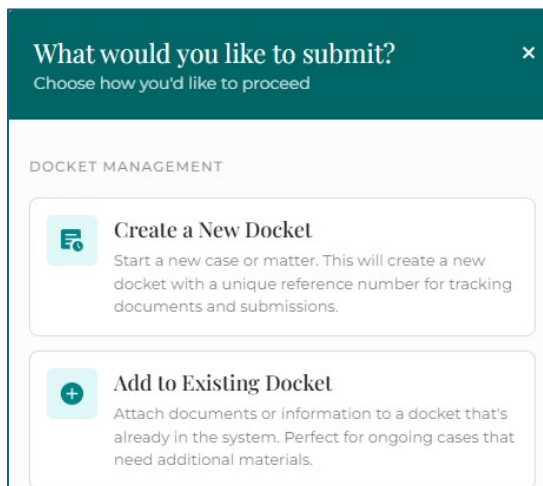 What would you like to submit?
×
Choose how you'd like to proceed
DOCKET MANAGEMENT
Create a New Docket
Start a new case or matter. This will create a new
docket with a unique reference number for tracking
documents and submissions.
Add to Existing Docket
Attach documents or information to a docket that's
already in the system. Perfect for ongoing cases that
need additional materials.